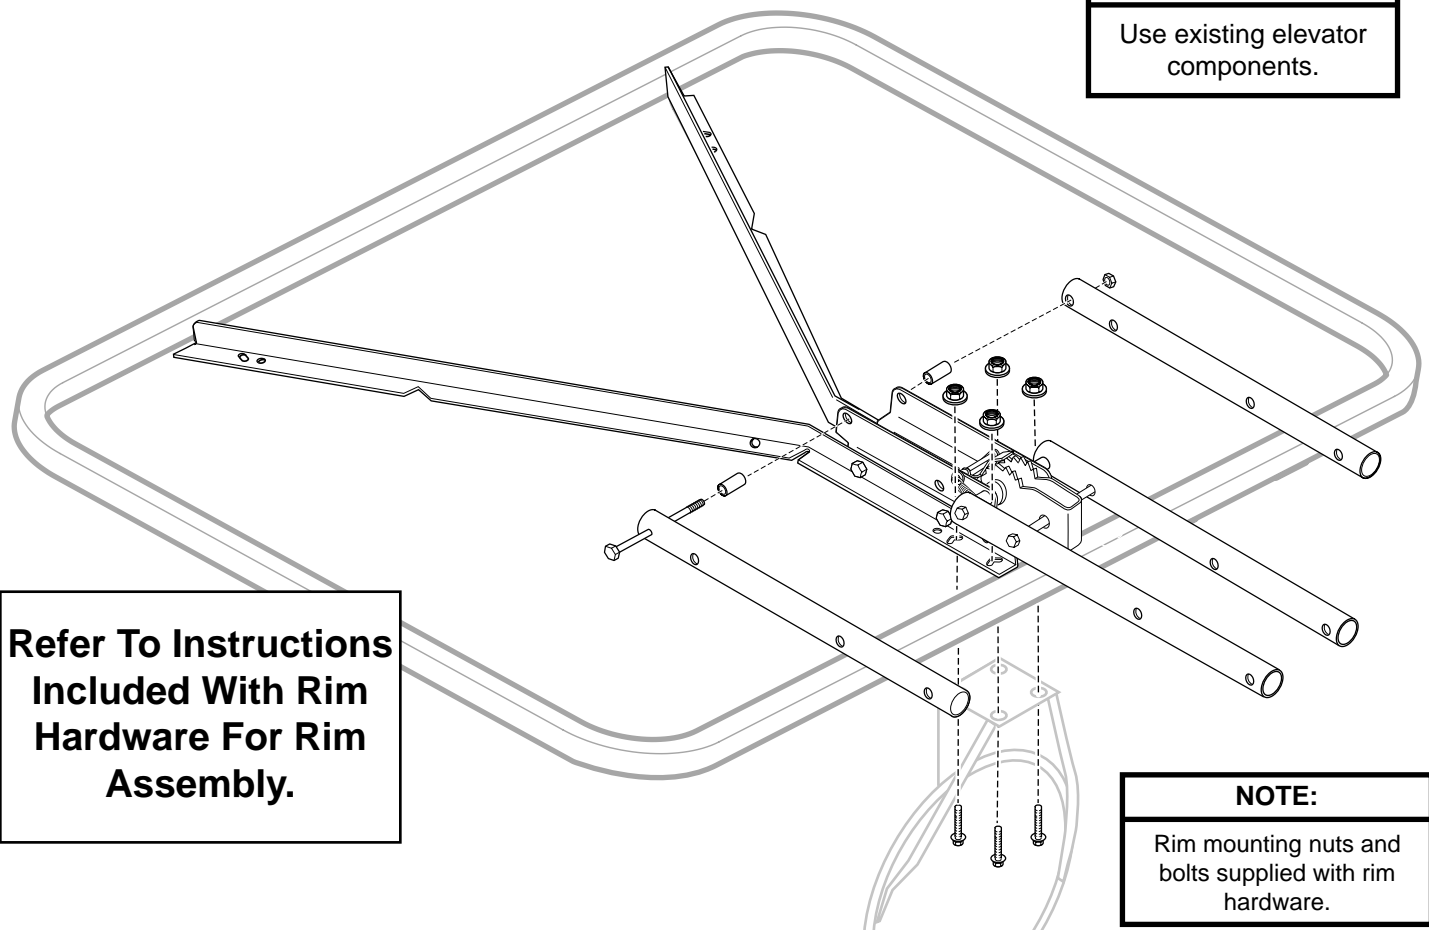 Use existing elevator
components.
Refer To Instructions
Included With Rim
Hardware For Rim
Assembly.
NOTE:
Rim mounting nuts and
bolts supplied with rim
hardware.